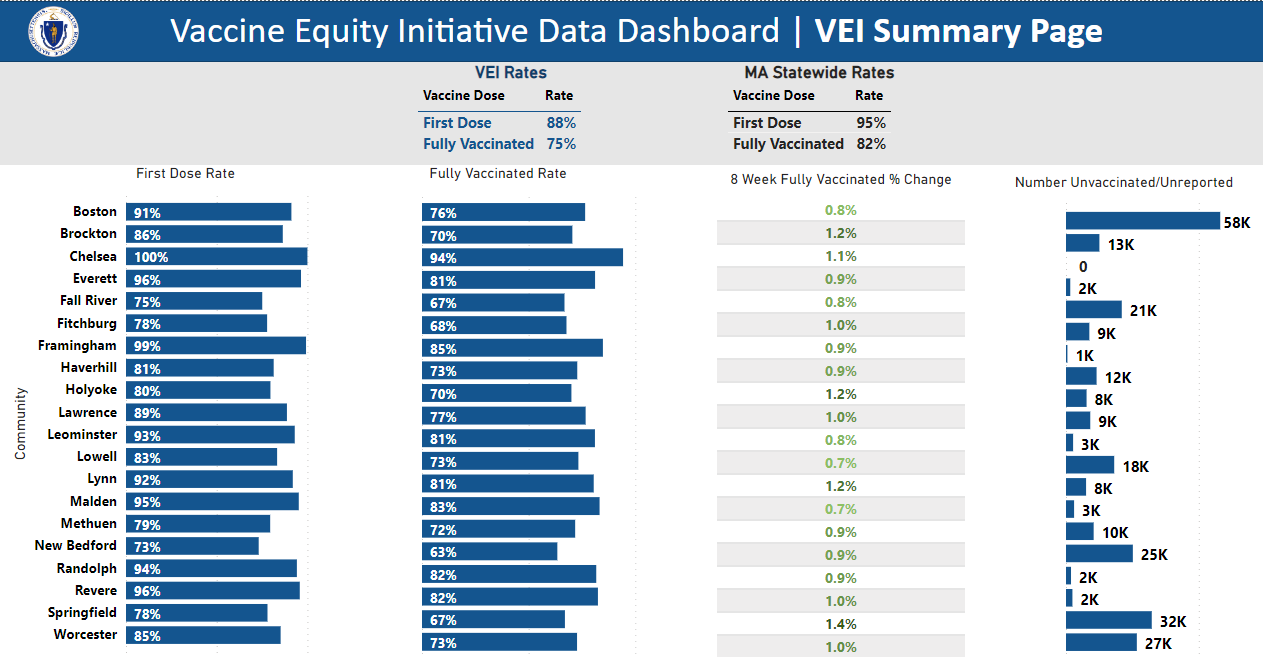 Vaccine Equity Initiative Data Dashboard | VEI Summary Page
VEI Rates MA Statewide Rates
Vaccine Dose Rate Vaccine Dose Rate
First Dose 88% First Dose 95%
Fully Vaccinated 75% Fully Vaccinated 82%
First Dose Rate Fully Vaccinated Rate 8 Week Fully Vaccinated % Change Number Unvaccinated/Unreported
Community
Boston 91% 76% 0.8% 58K
Brockton 86% 70% 1.2% 13K
Chelsea 100% 94% 1.1% 0
Everett 96% 81% 0.9% 2K
Fall River 75% 67% 0.8% 21K
Fitchburg 78% 68% 1.0% 9K
Framingham 99% 85% 0.9% 1K
Haverhill 81% 73% 0.9% 12K
Holyoke 80% 70% 1.2% 8K
Lawrence 89% 77% 1.0% 9K
Leominster 93% 81% 0.8% 3K
Lowell 83% 73% 0.7% 18K
Lynn 92% 81% 1.2% 8K
Malden 95% 83% 0.7% 3K
Methuen 79% 72% 0.9% 10K
New Bedford 73% 63% 0.9% 25K
Randolph 94% 82% 0.9% 2K
Revere 96% 82% 1.0% 2K
Springfield 78% 67% 1.4% 32K
Worcester 85% 73% 1.0% 27K